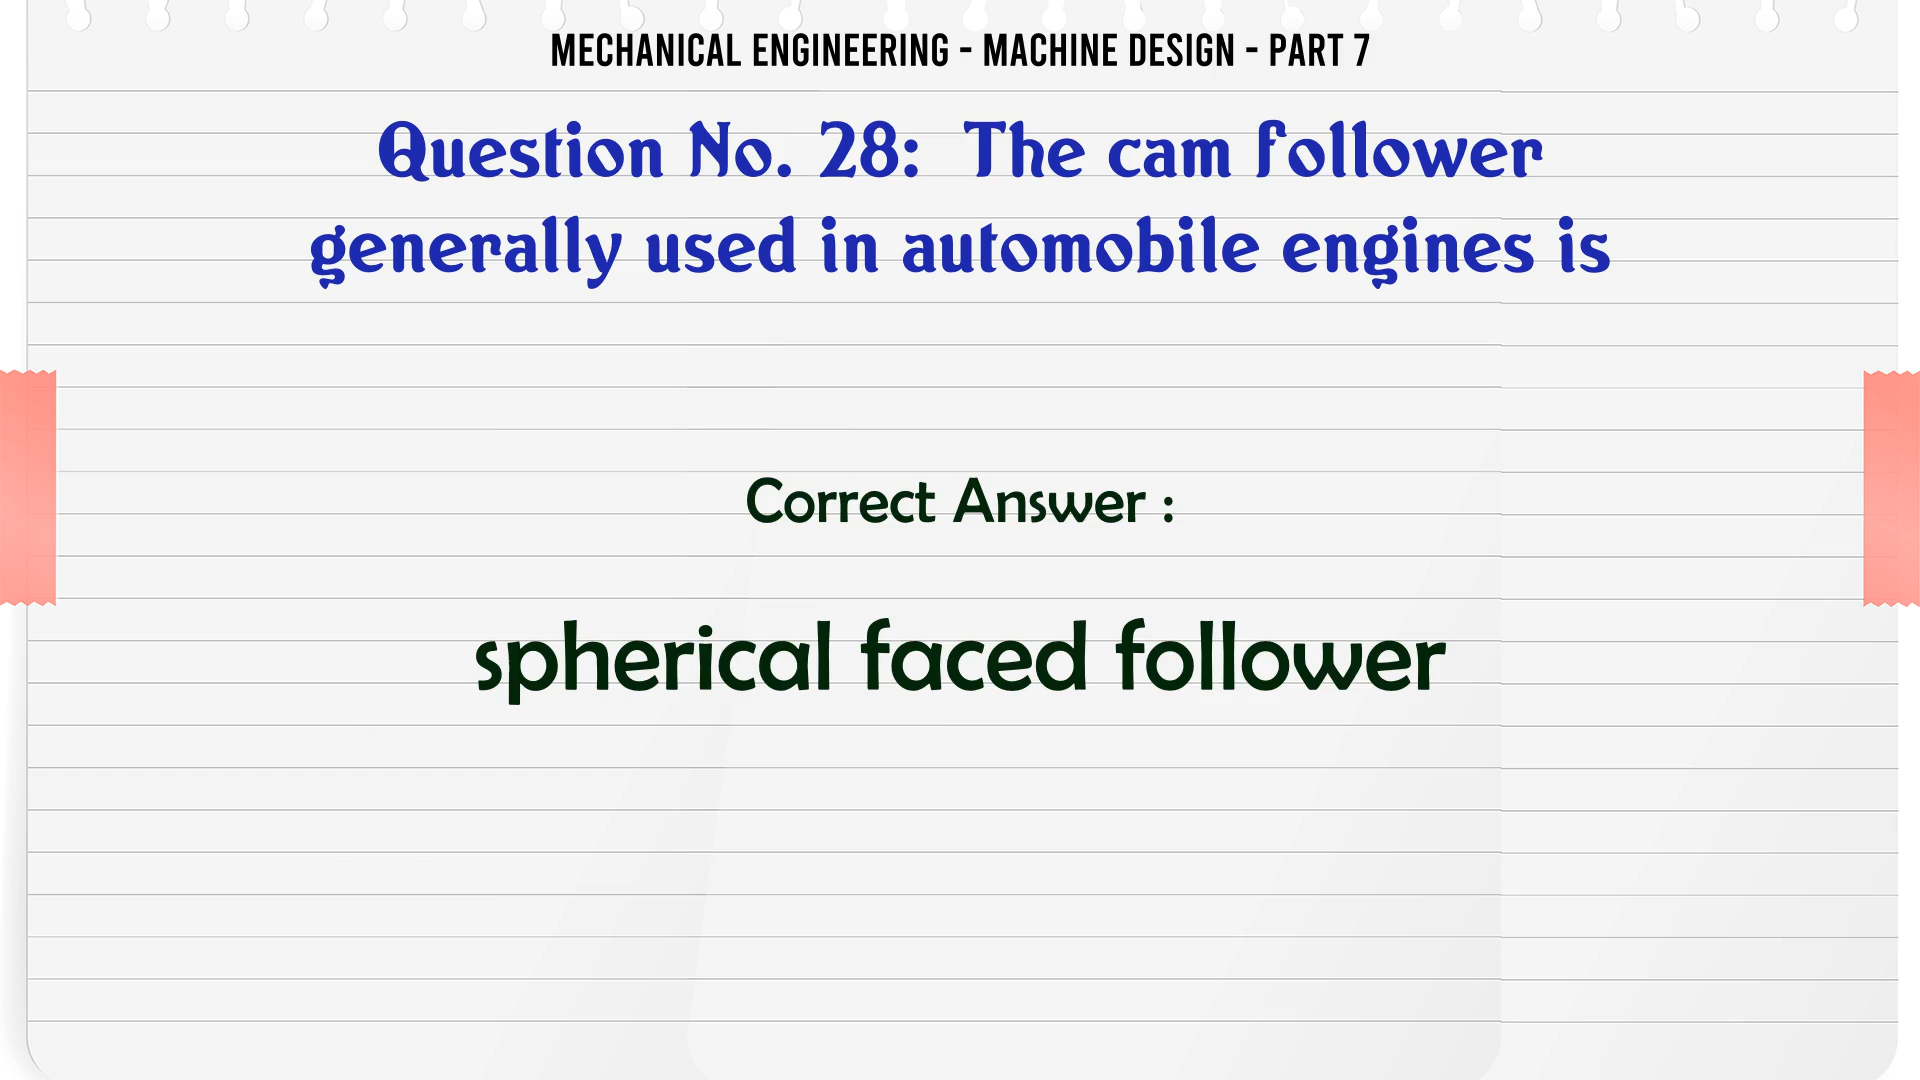 MECHANICAL ENGINEERING - MACHINE DESIGN - PART 7
Question No. 28: The cam follower
generally used in automobile engines is
Correct Answer :
spherical faced follower